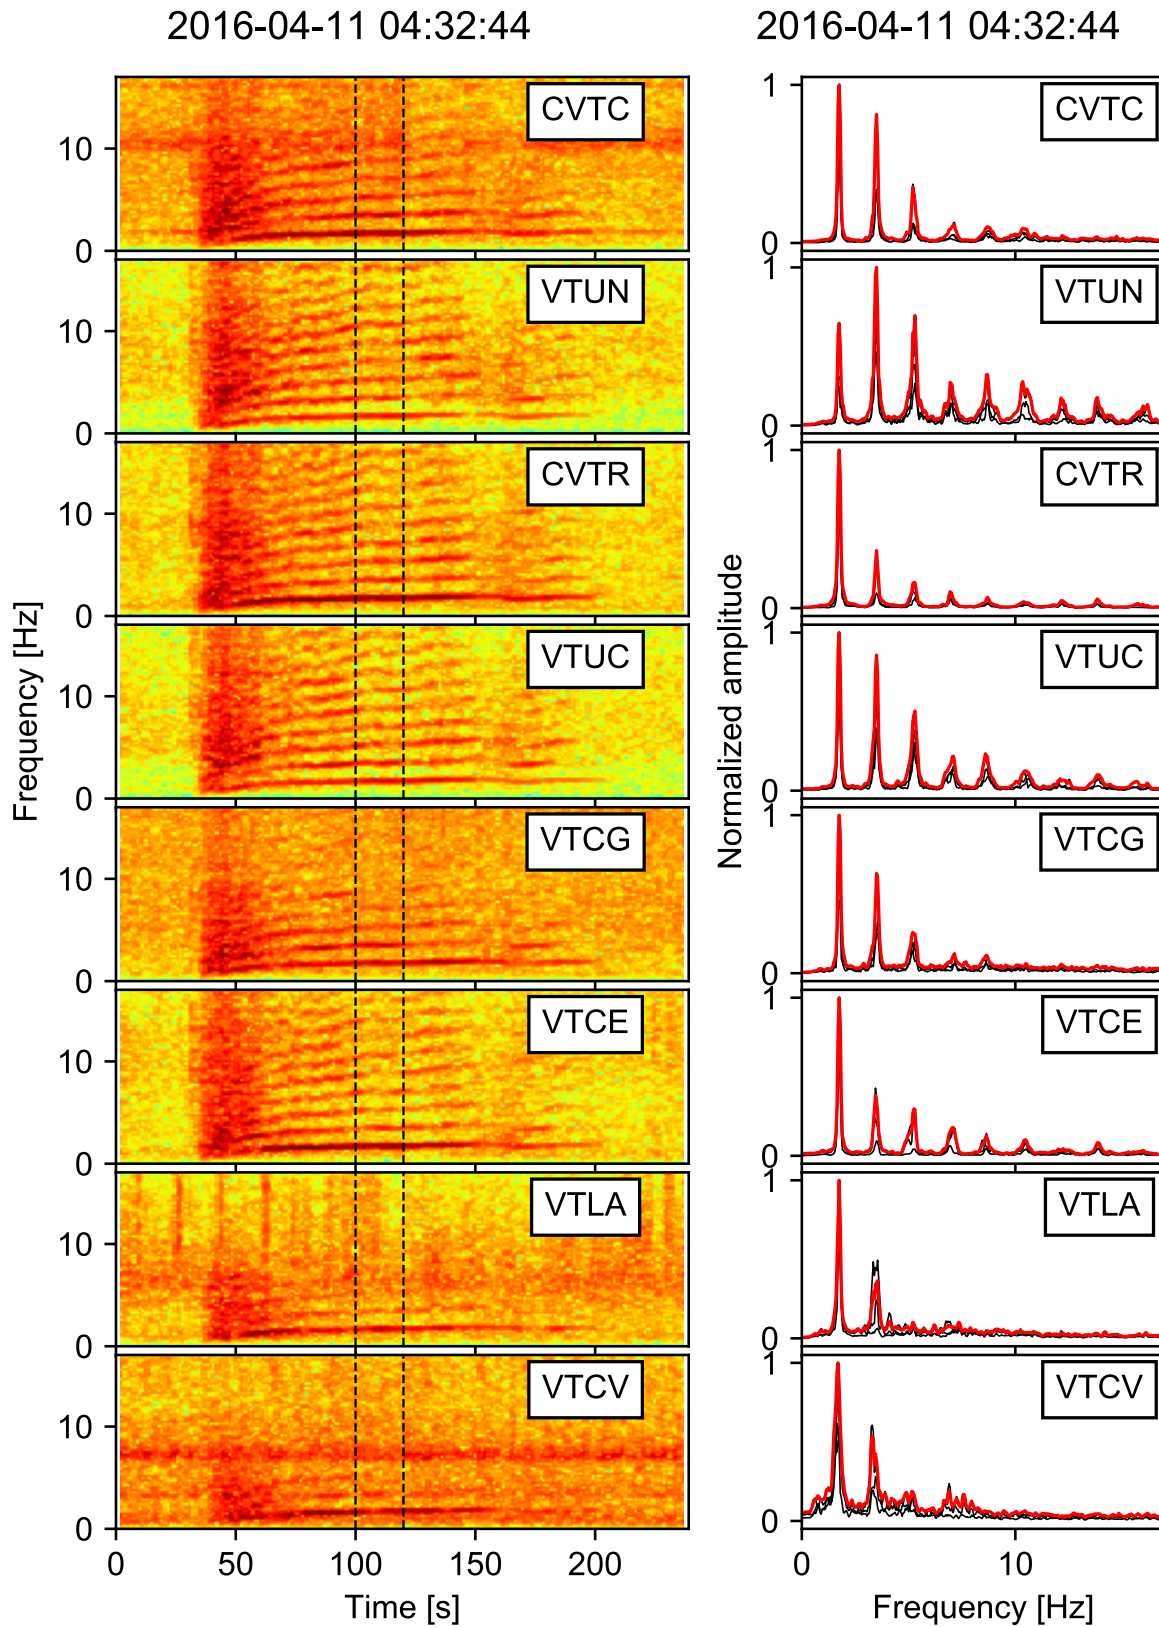 2016-04-11 04:32:44 2016-04-11 04:32:44
CVTC CVTC
10 1
0 0
VTUN VTUN
10 1
0 0
CVTR CVTR
10 1
0 0
VTUC VTUC
10 1
0 0
VTCG VTCG
10 1
0 0
VTCE VTCE
10 1
0 0
VTLA VTLA
10 1
0 0
VTCV VTCV
10 1
0 0
Frequency [Hz]
Normalized amplitude
0 50 100 150 200 0 10
Time [s] Frequency [Hz]